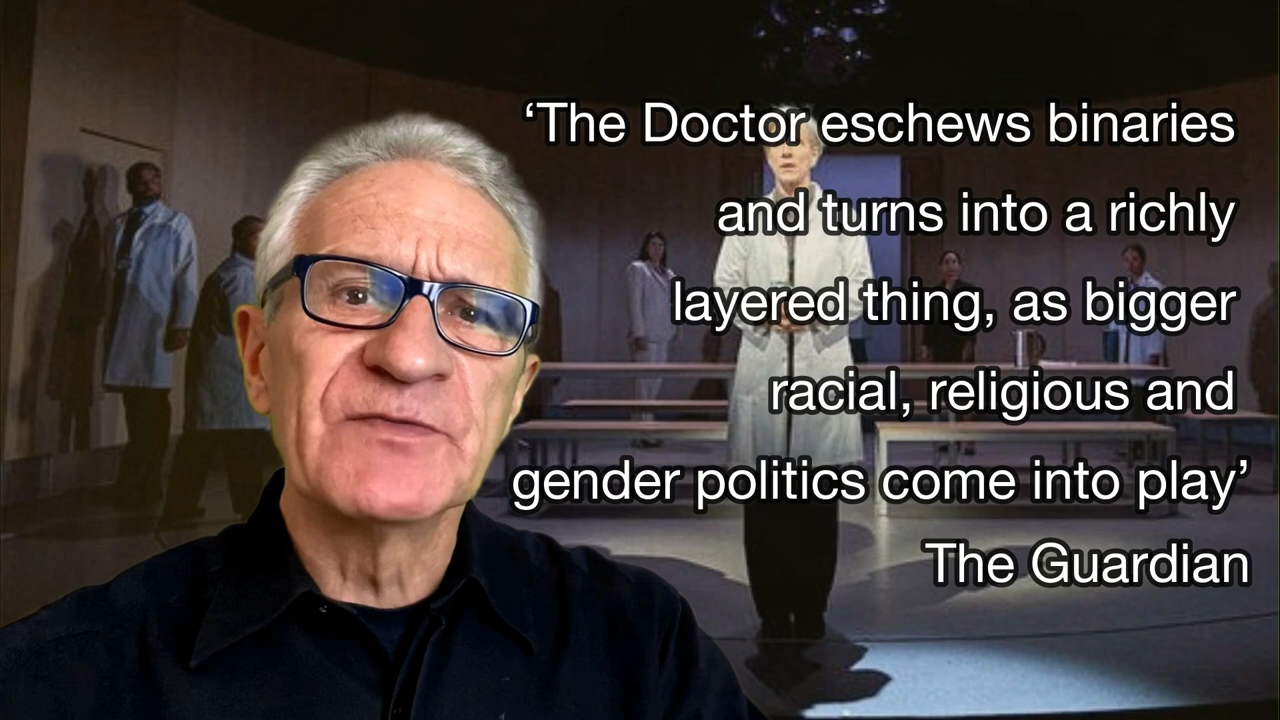 ‘The Doctor eschews binaries
and turns into a richly
layered thing, as bigger
racial, religious and
gender politics come into play’
The Guardian